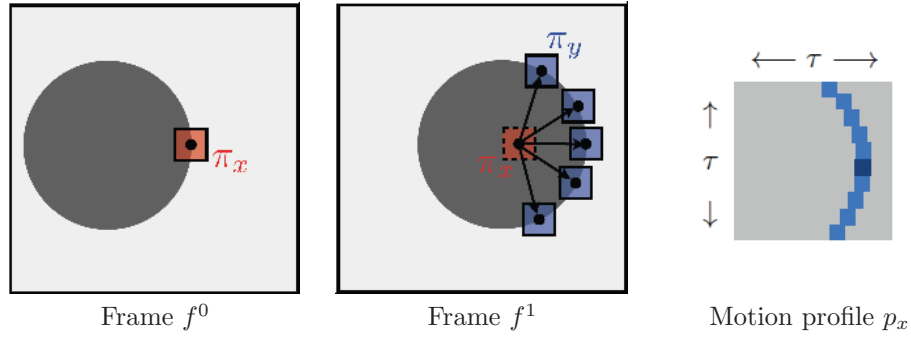 π_x
Frame f^0
π_y
π_x
Frame f^1
← τ →
↑
τ
↓
Motion profile p_x